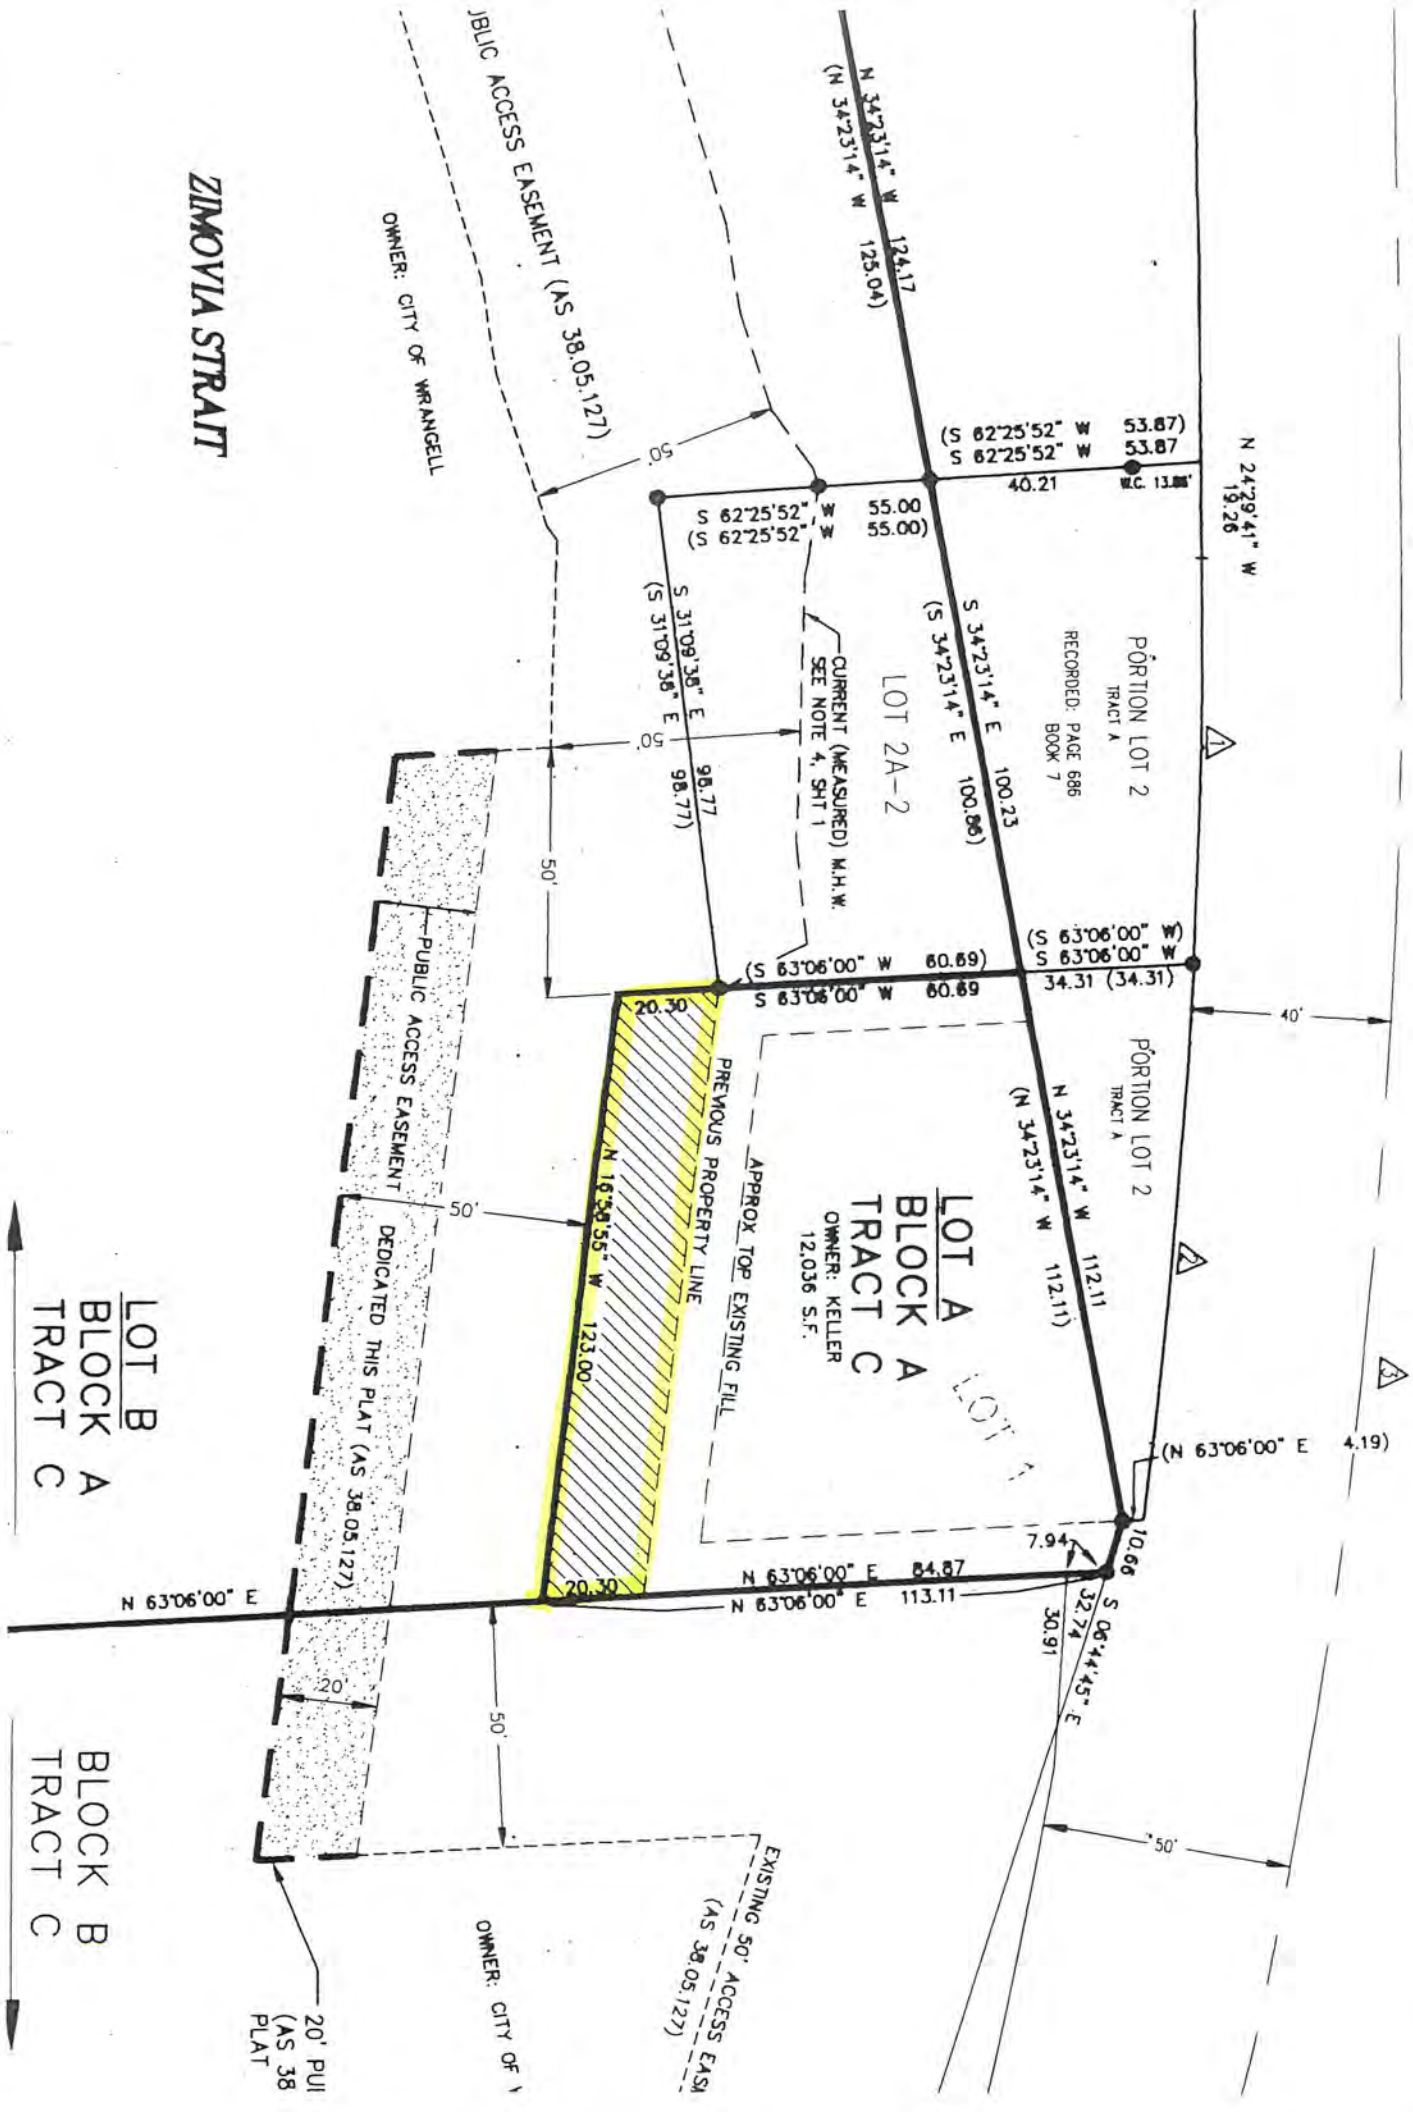 N 24°29'41" W
19.26
N 34°23'14" W 124.17
(N 34°23'14" W 125.04)
(S 62°25'52" W 53.87)
S 62°25'52" W 53.87
40.21
W.C. 13.86'
PORTION LOT 2
TRACT A
RECORDED: PAGE 686
BOOK 7
1
S 34°23'14" E 100.23
(S 34°23'14" E 100.86)
LOT 2A-2
S 62°25'52" W 55.00
(S 62°25'52" W 55.00)
CURRENT (MEASURED) M.H.W.
SEE NOTE 4, SHT 1
S 31°09'38" E 98.77
(S 31°09'38" E 98.77)
UBLIC ACCESS EASEMENT (AS 38.05.127)
50'
50'
50'
OWNER: CITY OF WRANGELL
ZIMOVIA STRAIT
(S 63°06'00" W)
S 63°06'00" W
34.31 (34.31)
(S 63°06'00" W 60.69)
S 63°06'00" W 60.69
40'
PORTION LOT 2
TRACT A
2
3
N 34°23'14" W 112.11
(N 34°23'14" W 112.11)
LOT A
BLOCK A
TRACT C
OWNER: KELLER
12,036 S.F.
LOT 1
APPROX TOP EXISTING FILL
PREVIOUS PROPERTY LINE
20.30
N 16°58'55" W 123.00
20.30
50'
PUBLIC ACCESS EASEMENT DEDICATED THIS PLAT (AS 38.05.127)
(N 63°06'00" E 4.19)
10.66
7.94
N 63°06'00" E 84.87
N 63°06'00" E 113.11
S 06°44'45" E
32.74
30.91
50'
N 63°06'00" E
50'
20'
EXISTING 50' ACCESS EASM
(AS 38.05.127)
OWNER: CITY OF
20' PU
(AS 38
PLAT
LOT B
BLOCK A
TRACT C
BLOCK B
TRACT C